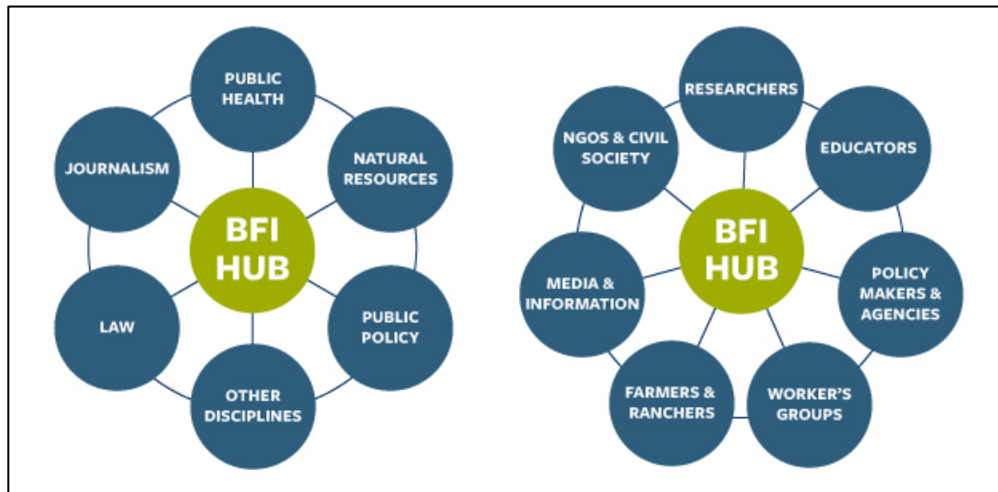 PUBLIC
HEALTH
NATURAL
RESOURCES
PUBLIC
POLICY
OTHER
DISCIPLINES
LAW
JOURNALISM
BFI
HUB
RESEARCHERS
EDUCATORS
POLICY
MAKERS &
AGENCIES
WORKER’S
GROUPS
FARMERS &
RANCHERS
MEDIA &
INFORMATION
NGOS & CIVIL
SOCIETY
BFI
HUB